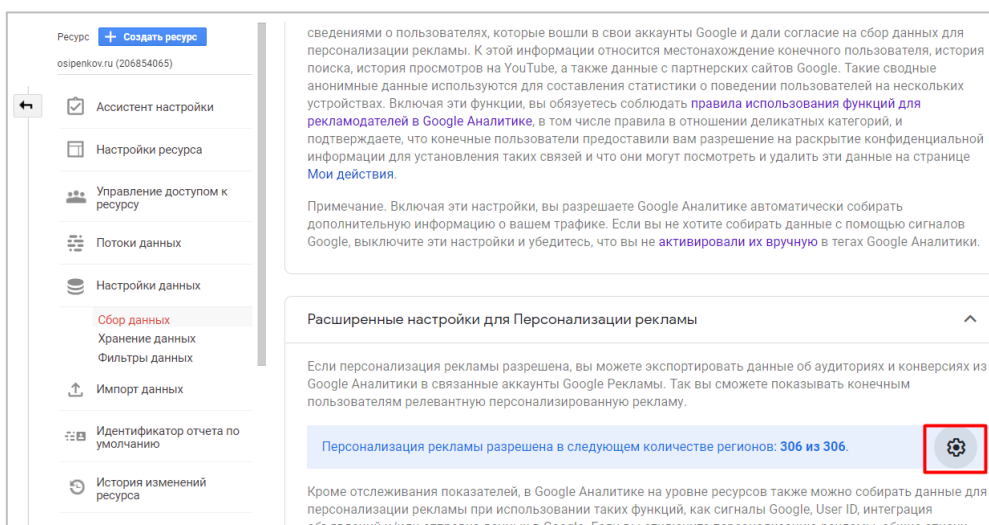 Ресурс
+ Создать ресурс
osipenkov.ru (206854065)
Ассистент настройки
Настройки ресурса
Управление доступом к
ресурсу
Потоки данных
Настройки данных
Сбор данных
Хранение данных
Фильтры данных
Импорт данных
Идентификатор отчета по
умолчанию
История изменений
ресурса
сведениями о пользователях, которые вошли в свои аккаунты Google и дали согласие на сбор данных для
персонализации рекламы. К этой информации относится местонахождение конечного пользователя, история
поиска, история просмотров на YouTube, а также данные с партнерских сайтов Google. Такие сводные
анонимные данные используются для составления статистики о поведении пользователей на нескольких
устройствах. Включая эти функции, вы обязуетесь соблюдать правила использования функций для
рекламодателей в Google Аналитике, в том числе правила в отношении деликатных категорий, и
подтверждаете, что конечные пользователи предоставили вам разрешение на раскрытие конфиденциальной
информации для установления таких связей и что они могут посмотреть и удалить эти данные на странице
Мои действия.
Примечание. Включая эти настройки, вы разрешаете Google Аналитике автоматически собирать
дополнительную информацию о вашем трафике. Если вы не хотите собирать данные с помощью сигналов
Google, выключите эти настройки и убедитесь, что вы не активировали их вручную в тегах Google Аналитики.
Расширенные настройки для Персонализации рекламы
Если персонализация рекламы разрешена, вы можете экспортировать данные об аудиториях и конверсиях из
Google Аналитики в связанные аккаунты Google Рекламы. Так вы сможете показывать конечным
пользователям релевантную персонализированную рекламу.
Персонализация рекламы разрешена в следующем количестве регионов: 306 из 306.
Кроме отслеживания показателей, в Google Аналитике на уровне ресурсов также можно собирать данные для
персонализации рекламы при использовании таких функций, как сигналы Google, User ID, интеграция